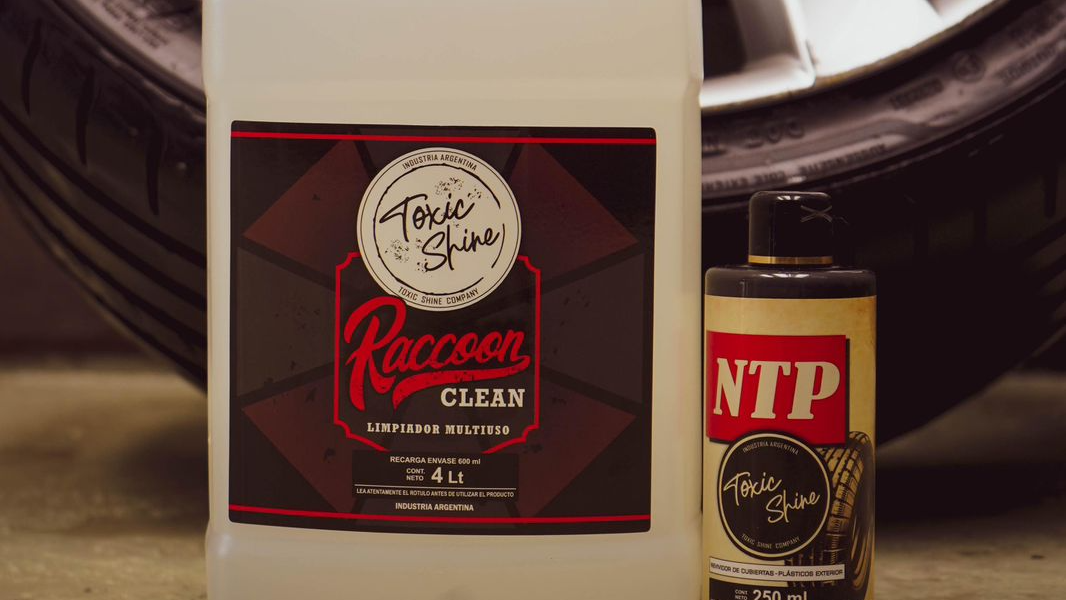 INDUSTRIA ARGENTINA
Toxic
Shine
TOXIC SHINE COMPANY
Raccoon
CLEAN
LIMPIADOR MULTIUSO
RECARGA ENVASE 600 ml
CONT.
NETO 4 Lt
LEA ATENTAMENTE EL ROTULO ANTES DE UTILIZAR EL PRODUCTO
INDUSTRIA ARGENTINA
NTP
INDUSTRIA ARGENTINA
Toxic
Shine
TOXIC SHINE COMPANY
DE CUBIERTAS - PLÁSTICOS EXTERIOR
CONT.
NETO 250 ml